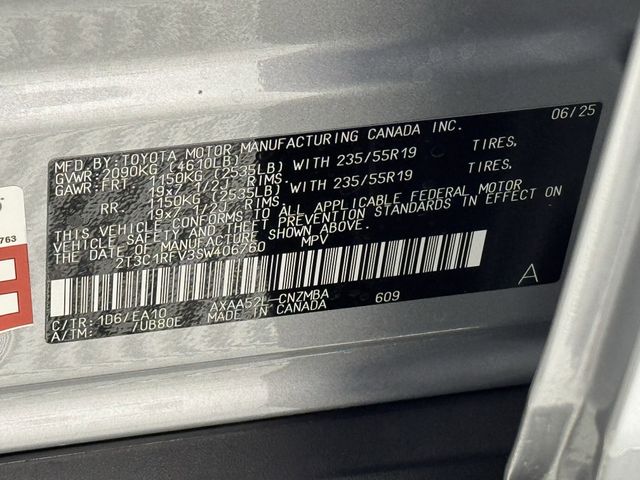 06/25
MFD BY: TOYOTA MOTOR MANUFACTURING CANADA INC.
GVWR: 2090KG (4610LB)
GAWR: FRT 1150KG (2535LB) WITH 235/55R19 TIRES,
19x7 1/2J RIMS,
RR. 1150KG (2535LB) WITH 235/55R19 TIRES,
19x7 1/2J RIMS,
THIS VEHICLE CONFORMS TO ALL APPLICABLE FEDERAL MOTOR
VEHICLE SAFETY AND THEFT PREVENTION STANDARDS IN EFFECT ON
THE DATE OF MANUFACTURE SHOWN ABOVE.
2T3C1RFV3SW406760 MPV
A
C/TR: 1D6/EA10 AXAA52L-CNZMBA 609
A/TM: /UB80E MADE IN CANADA
763
E